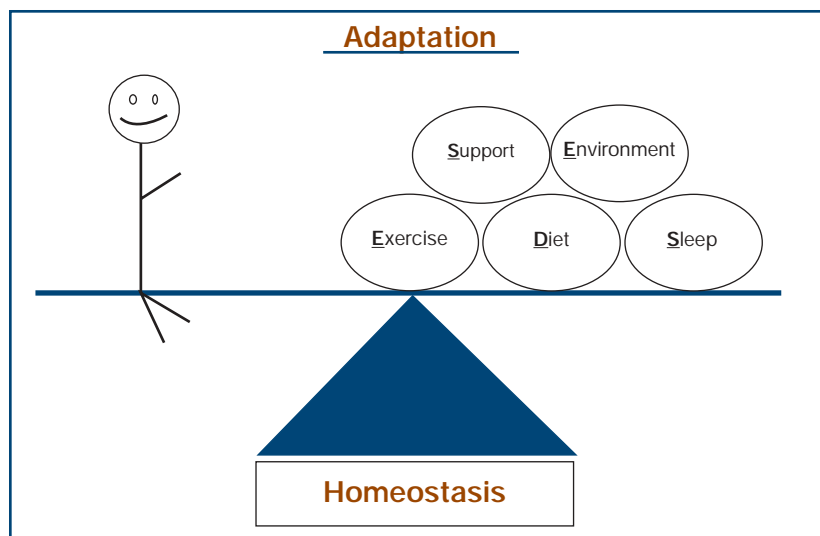 Adaptation
Support
Environment
Exercise
Diet
Sleep
Homeostasis